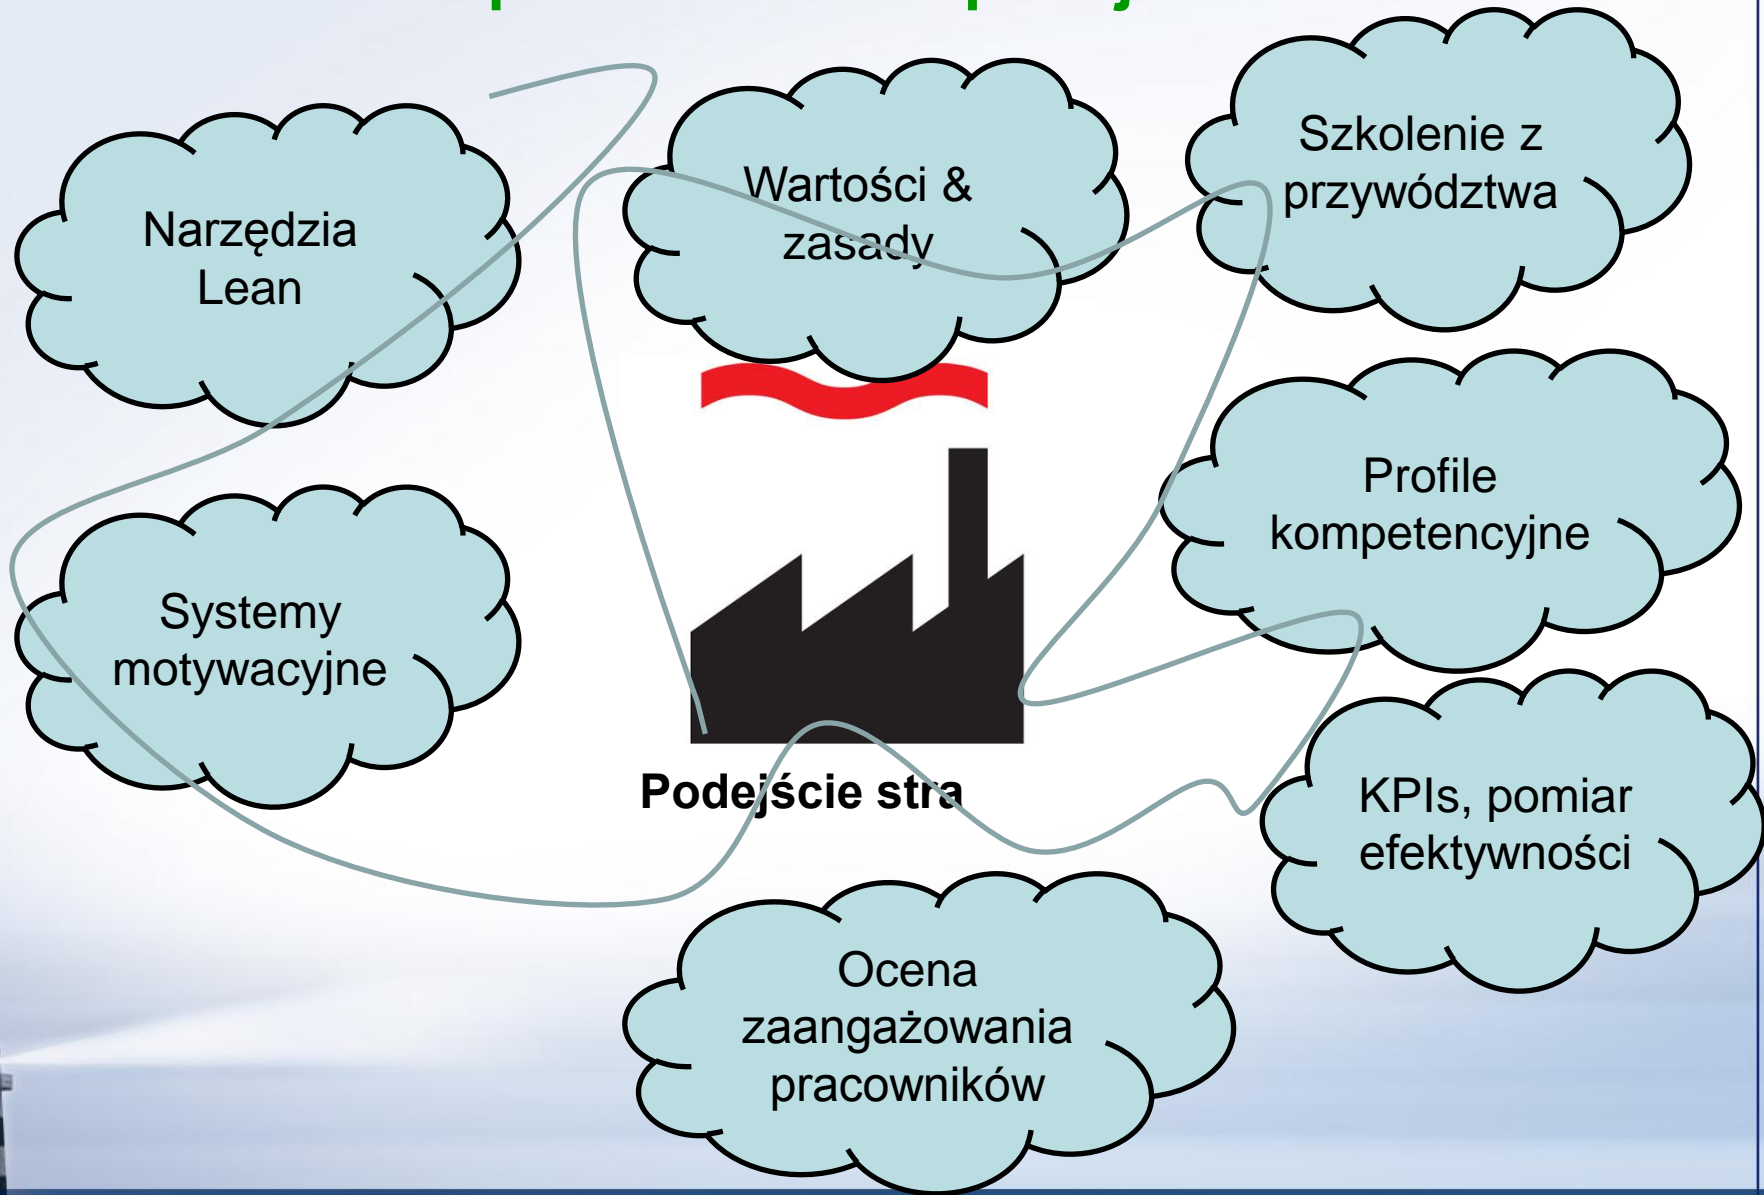 Narzędzia
Lean
Wartości &
zasady
Szkolenie z
przywództwa
Profile
kompetencyjne
Systemy
motywacyjne
Podejście stra
KPIs, pomiar
efektywności
Ocena
zaangażowania
pracowników